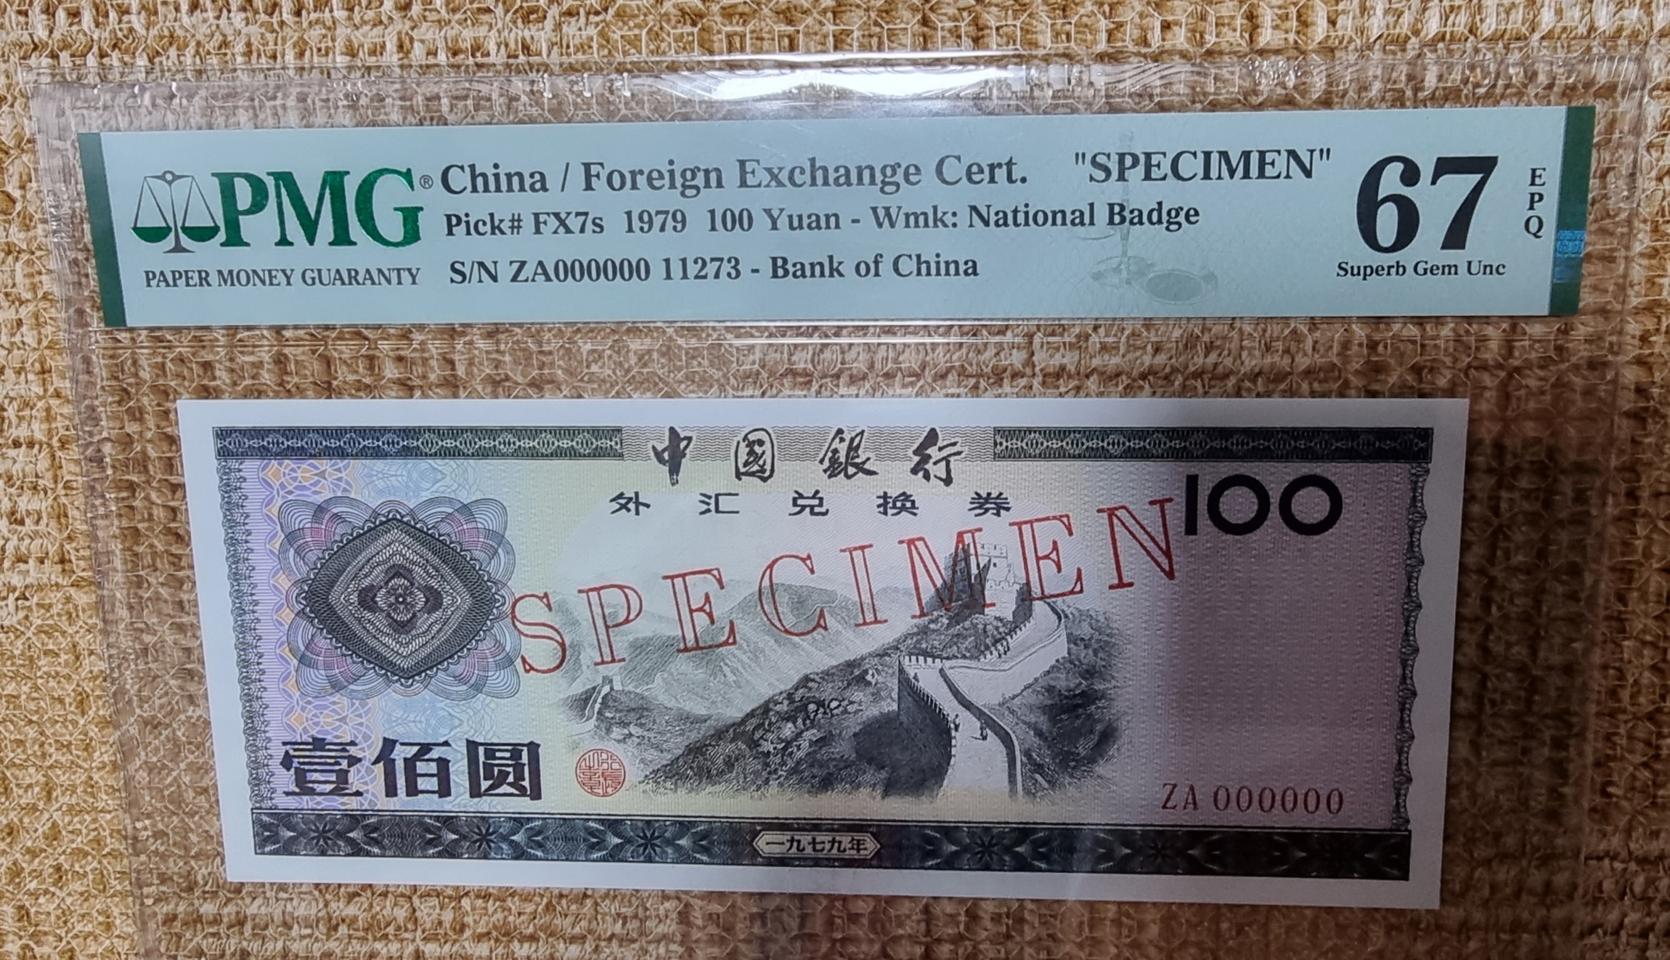 PMG® China / Foreign Exchange Cert. "SPECIMEN" 67 EPQ
Pick# FX7s 1979 100 Yuan - Wmk: National Badge
PAPER MONEY GUARANTY S/N ZA000000 11273 - Bank of China Superb Gem Unc
中國銀行
外汇兑换券
100
SPECIMEN
壹佰圆
ZA 000000
一九七九年